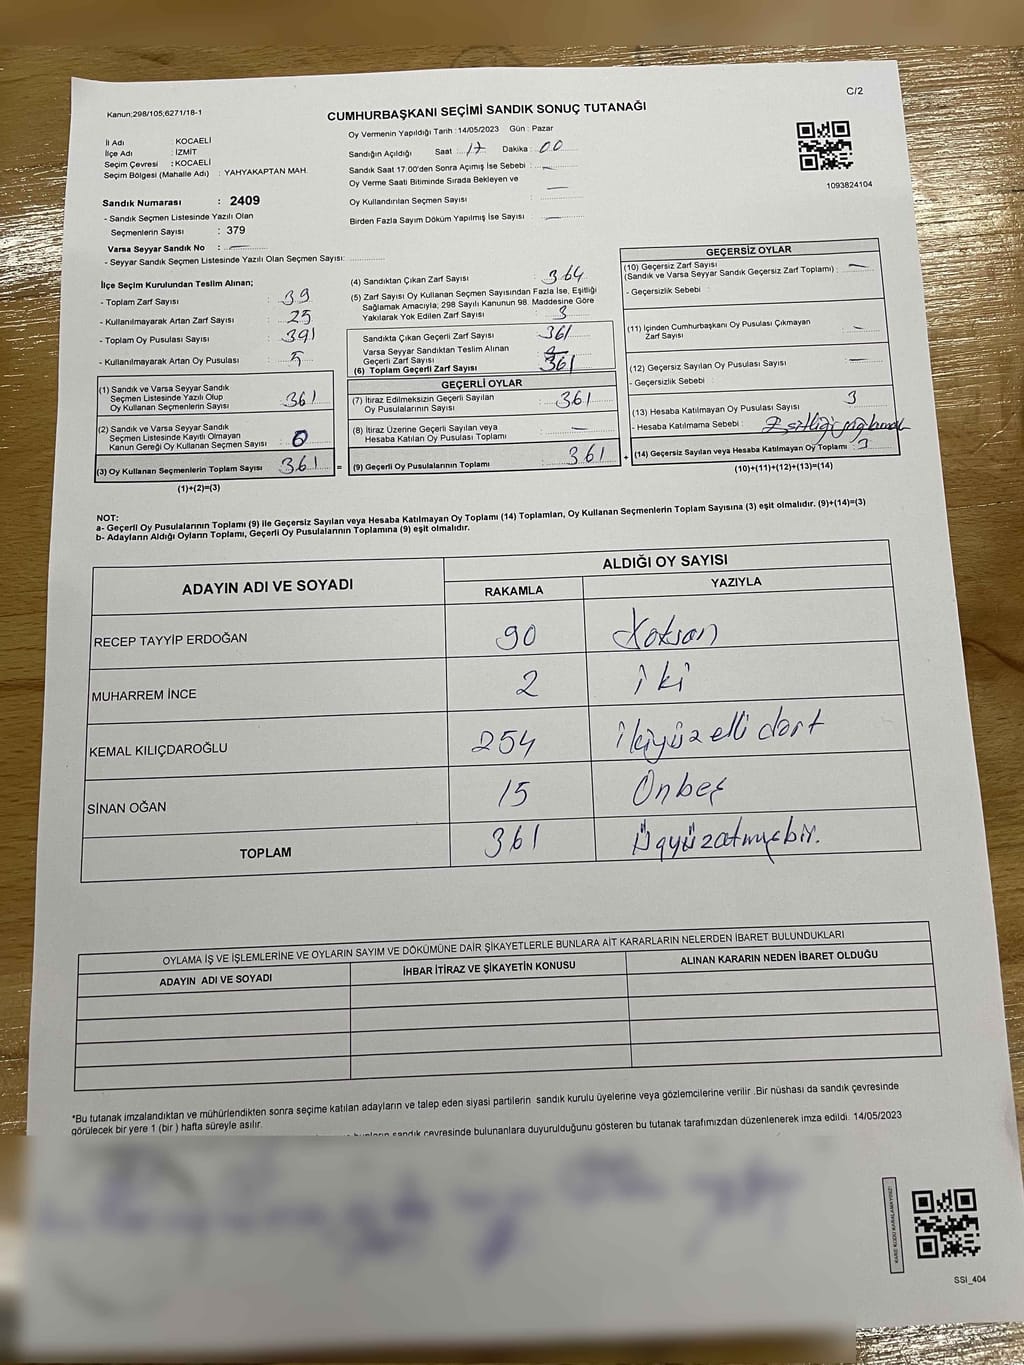 C/2
Kanun;298/105;6271/18-1
CUMHURBAŞKANI SEÇİMİ SANDIK SONUÇ TUTANAĞI
İl Adı : KOCAELİ
İlçe Adı : İZMİT
Seçim Çevresi : KOCAELİ
Seçim Bölgesi (Mahalle Adı) : YAHYAKAPTAN MAH.
Sandık Numarası : 2409
- Sandık Seçmen Listesinde Yazılı Olan
Seçmenlerin Sayısı : 379
Varsa Seyyar Sandık No :
- Seyyar Sandık Seçmen Listesinde Yazılı Olan Seçmen Sayısı:
Oy Vermenin Yapıldığı Tarih :14/05/2023 Gün : Pazar
Sandığın Açıldığı Saat : 17 Dakika : 00
Sandık Saat 17:00'den Sonra Açımış İse Sebebi :
Oy Verme Saati Bitiminde Sırada Bekleyen ve
Oy Kullandırılan Seçmen Sayısı :
Birden Fazla Sayım Döküm Yapılmış İse Sayısı :
1093824104
İlçe Seçim Kurulundan Teslim Alınan;
- Toplam Zarf Sayısı : 39
- Kullanılmayarak Artan Zarf Sayısı : 25
- Toplam Oy Pusulası Sayısı : 391
- Kullanılmayarak Artan Oy Pusulası : 5
(1) Sandık ve Varsa Seyyar Sandık
Seçmen Listesinde Yazılı Olup
Oy Kullanan Seçmenlerin Sayısı : 361
(2) Sandık ve Varsa Seyyar Sandık
Seçmen Listesinde Kayıtlı Olmayan
Kanun Gereği Oy Kullanan Seçmen Sayısı : 0
(3) Oy Kullanan Seçmenlerin Toplam Sayısı : 361 =
(1)+(2)=(3)
(4) Sandıktan Çıkan Zarf Sayısı : 364
(5) Zarf Sayısı Oy Kullanan Seçmen Sayısından Fazla İse, Eşitliği
Sağlamak Amacıyla; 298 Sayılı Kanunun 98. Maddesine Göre
Yakılarak Yok Edilen Zarf Sayısı : 3
Sandıkta Çıkan Geçerli Zarf Sayısı : 361
Varsa Seyyar Sandıktan Teslim Alınan
Geçerli Zarf Sayısı
(6) Toplam Geçerli Zarf Sayısı : 361
GEÇERLİ OYLAR
(7) İtiraz Edilmeksizin Geçerli Sayılan
Oy Pusulalarının Sayısı : 361
(8) İtiraz Üzerine Geçerli Sayılan veya
Hesaba Katılan Oy Pusulası Toplamı :
(9) Geçerli Oy Pusulalarının Toplamı : 361 +
GEÇERSİZ OYLAR
(10) Geçersiz Zarf Sayısı
(Sandık ve Varsa Seyyar Sandık Geçersiz Zarf Toplamı) :
- Geçersizlik Sebebi :
(11) İçinden Cumhurbaşkanı Oy Pusulası Çıkmayan
Zarf Sayısı :
(12) Geçersiz Sayılan Oy Pusulası Sayısı :
- Geçersizlik Sebebi :
(13) Hesaba Katılmayan Oy Pusulası Sayısı : 3
- Hesaba Katılmama Sebebi : Eşitliği sağlamak
(14) Geçersiz Sayılan veya Hesaba Katılmayan Oy Toplamı : 3
(10)+(11)+(12)+(13)=(14)
NOT:
a- Geçerli Oy Pusulalarının Toplamı (9) ile Geçersiz Sayılan veya Hesaba Katılmayan Oy Toplamı (14) Toplamları, Oy Kullanan Seçmenlerin Toplam Sayısına (3) eşit olmalıdır. (9)+(14)=(3)
b- Adayların Aldığı Oyların Toplamı, Geçerli Oy Pusulalarının Toplamına (9) eşit olmalıdır.
ADAYIN ADI VE SOYADI
ALDIĞI OY SAYISI
RAKAMLA YAZIYLA
RECEP TAYYİP ERDOĞAN 90 Doksan
MUHARREM İNCE 2 iki
KEMAL KILIÇDAROĞLU 254 ikiyüz elli dört
SİNAN OĞAN 15 Onbeş
TOPLAM 361 Üçyüzatmışbir.
OYLAMA İŞ VE İŞLEMLERİNE VE OYLARIN SAYIM VE DÖKÜMÜNE DAİR ŞİKAYETLERLE BUNLARA AİT KARARLARIN NELERDEN İBARET BULUNDUKLARI
ADAYIN ADI VE SOYADI İHBAR İTİRAZ VE ŞİKAYETİN KONUSU ALINAN KARARIN NEDEN İBARET OLDUĞU
*Bu tutanak imzalandıktan ve mühürlendikten sonra seçime katılan adayların ve talep eden siyasi partilerin sandık kurulu üyelerine veya gözlemcilerine verilir .Bir nüshası da sandık çevresinde
görülecek bir yere 1 (bir ) hafta süreyle asılır.
sandık çevresinde bulunanlara duyurulduğunu gösteren bu tutanak tarafımızdan düzenlenerek imza edildi. 14/05/2023
KARE KODU KARALAMAYINIZ!
SSI_404